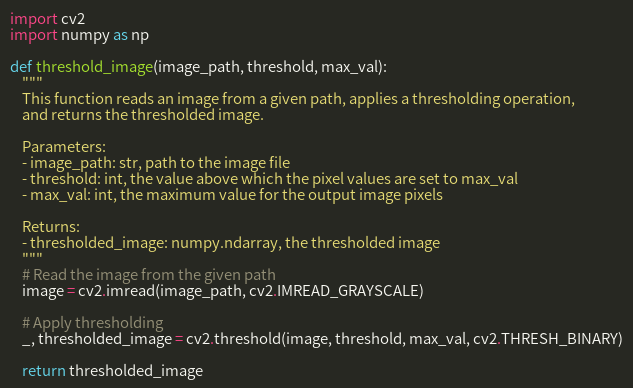 import cv2
import numpy as np
def threshold_image(image_path, threshold, max_val):
"""
This function reads an image from a given path, applies a thresholding operation,
and returns the thresholded image.
Parameters:
- image_path: str, path to the image file
- threshold: int, the value above which the pixel values are set to max_val
- max_val: int, the maximum value for the output image pixels
Returns:
- thresholded_image: numpy.ndarray, the thresholded image
"""
# Read the image from the given path
image = cv2.imread(image_path, cv2.IMREAD_GRAYSCALE)
# Apply thresholding
_, thresholded_image = cv2.threshold(image, threshold, max_val, cv2.THRESH_BINARY)
return thresholded_image